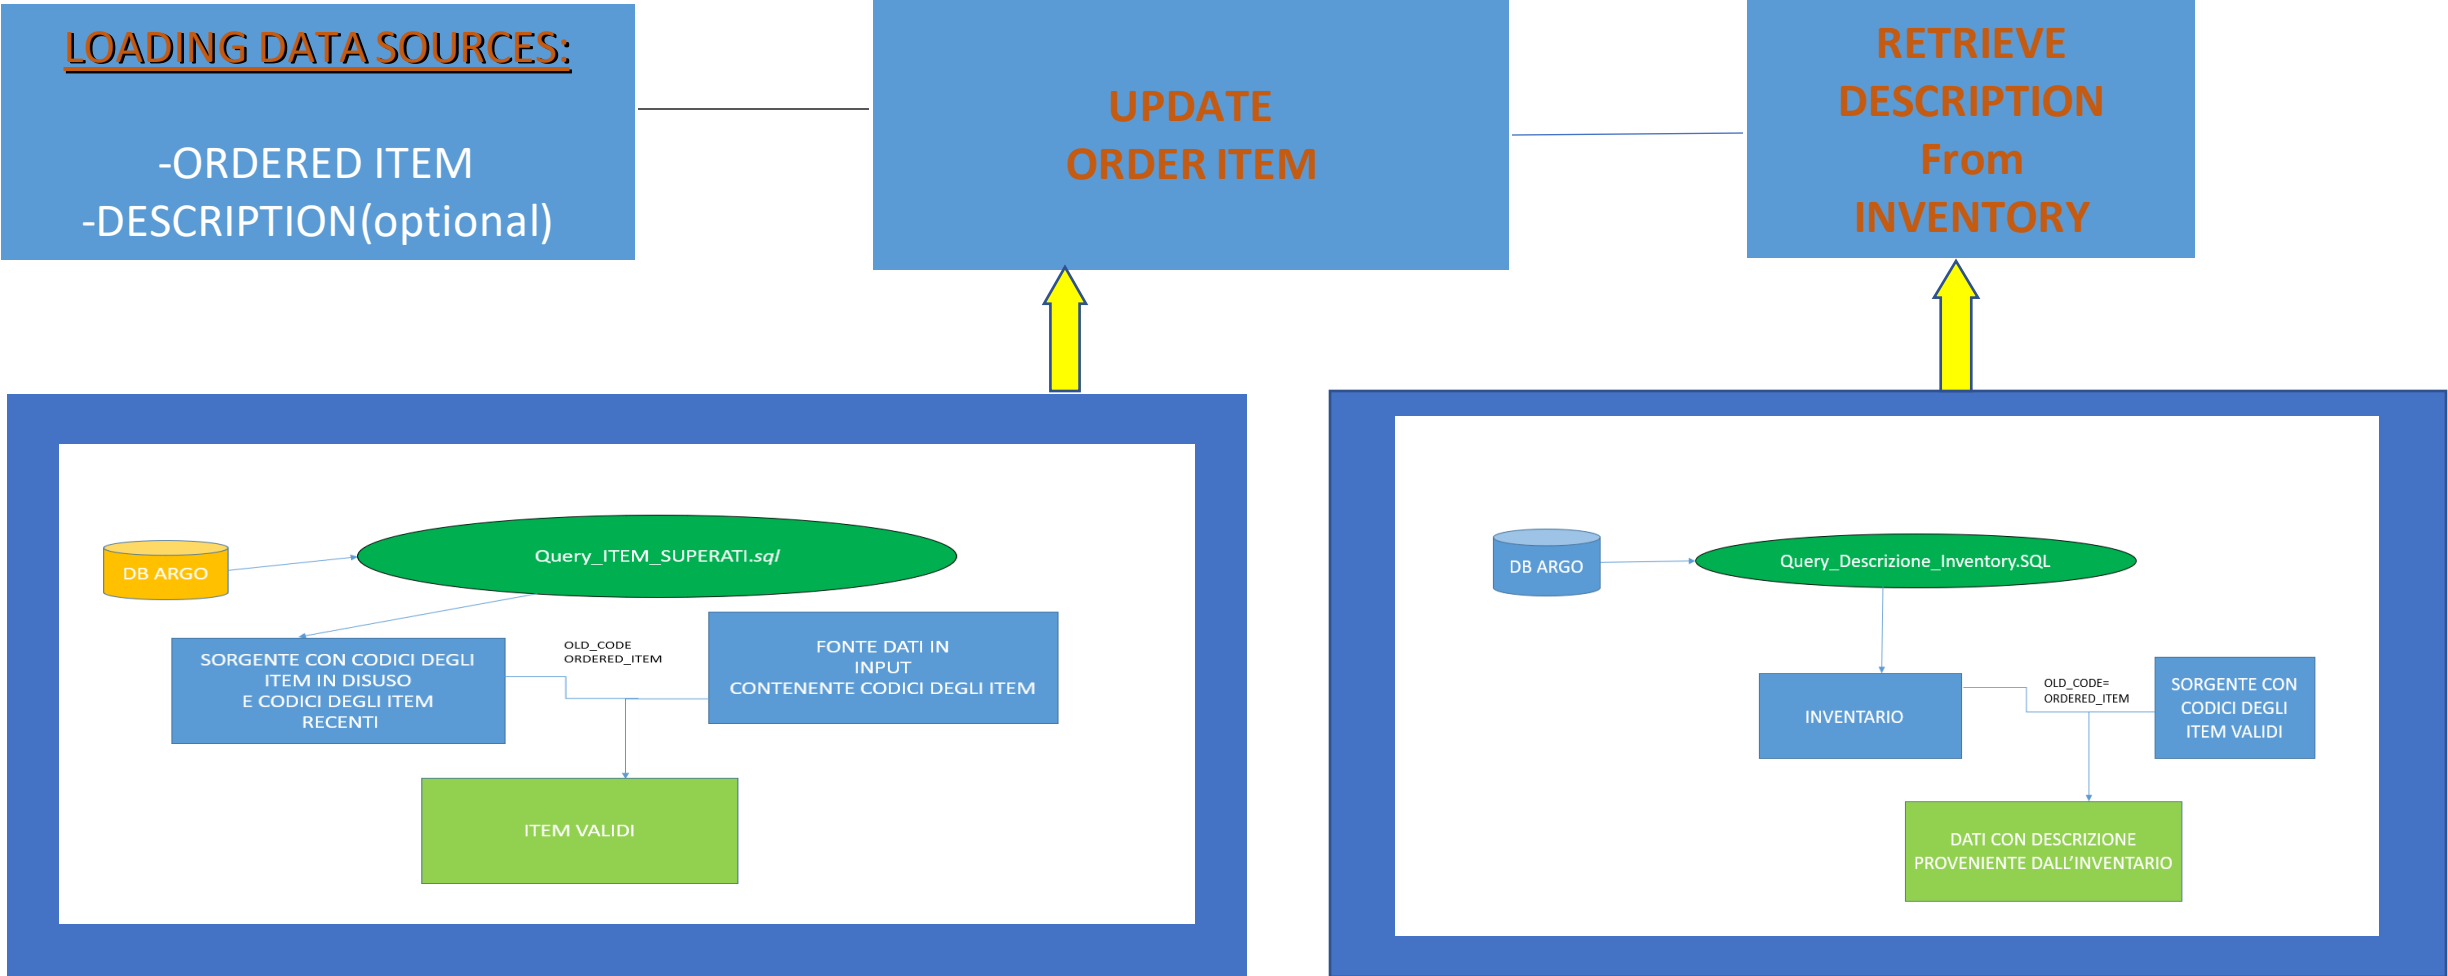 LOADING DATA SOURCES:
-ORDERED ITEM
-DESCRIPTION(optional)
UPDATE
ORDER ITEM
RETRIEVE
DESCRIPTION
From
INVENTORY
DB ARGO
Query_ITEM_SUPERATI.sql
SORGENTE CON CODICI DEGLI
ITEM IN DISUSO
E CODICI DEGLI ITEM
RECENTI
OLD_CODE
ORDERED_ITEM
FONTE DATI IN
INPUT
CONTENENTE CODICI DEGLI ITEM
ITEM VALIDI
DB ARGO
Query_Descrizione_Inventory.SQL
INVENTARIO
OLD_CODE=
ORDERED_ITEM
SORGENTE CON
CODICI DEGLI
ITEM VALIDI
DATI CON DESCRIZIONE
PROVENIENTE DALL'INVENTARIO